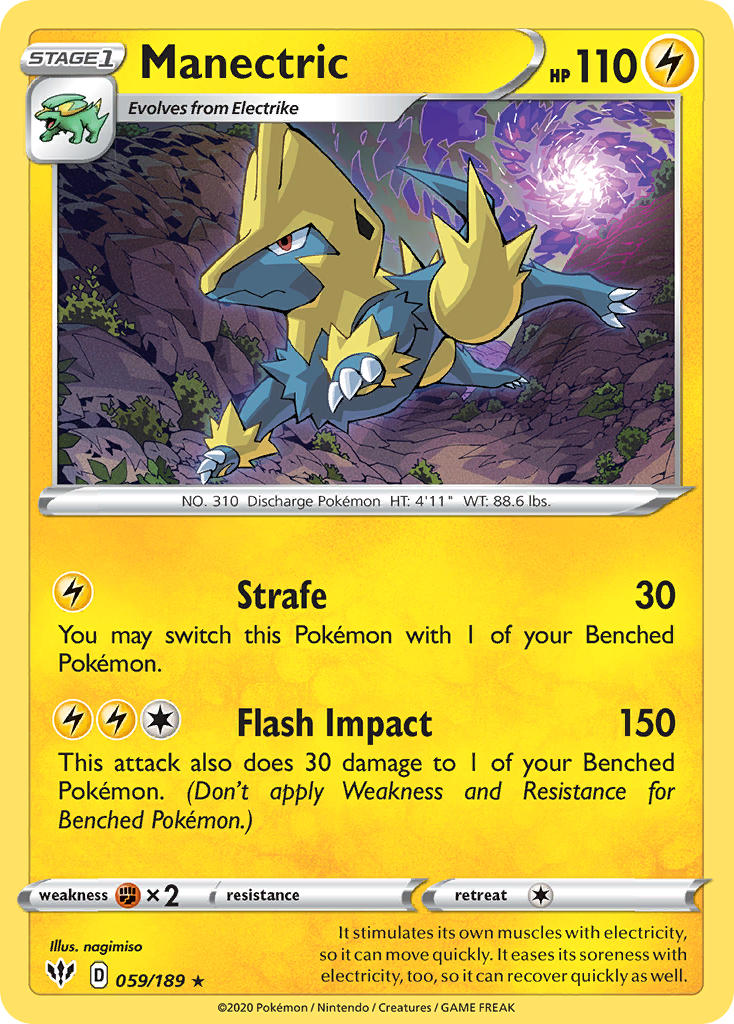 STAGE 1
Manectric
HP 110
Evolves from Electrike
NO. 310 Discharge Pokémon HT: 4'11" WT: 88.6 lbs.
Strafe 30
You may switch this Pokémon with 1 of your Benched
Pokémon.
Flash Impact 150
This attack also does 30 damage to 1 of your Benched
Pokémon. (Don't apply Weakness and Resistance for
Benched Pokémon.)
weakness ×2 resistance retreat
It stimulates its own muscles with electricity,
so it can move quickly. It eases its soreness with
electricity, too, so it can recover quickly as well.
Illus. nagimiso
D 059/189 ★
©2020 Pokémon / Nintendo / Creatures / GAME FREAK